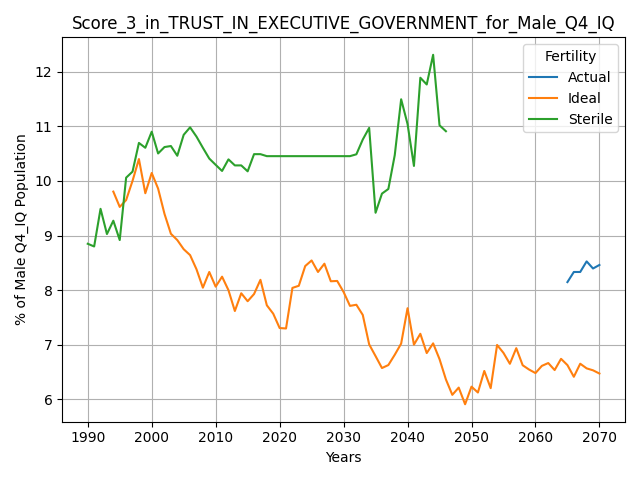 Score_3_in_TRUST_IN_EXECUTIVE_GOVERNMENT_for_Male_Q4_IQ
Fertility
Actual
Ideal
Sterile
% of Male Q4_IQ Population
12
11
10
9
8
7
6
1990 2000 2010 2020 2030 2040 2050 2060 2070
Years